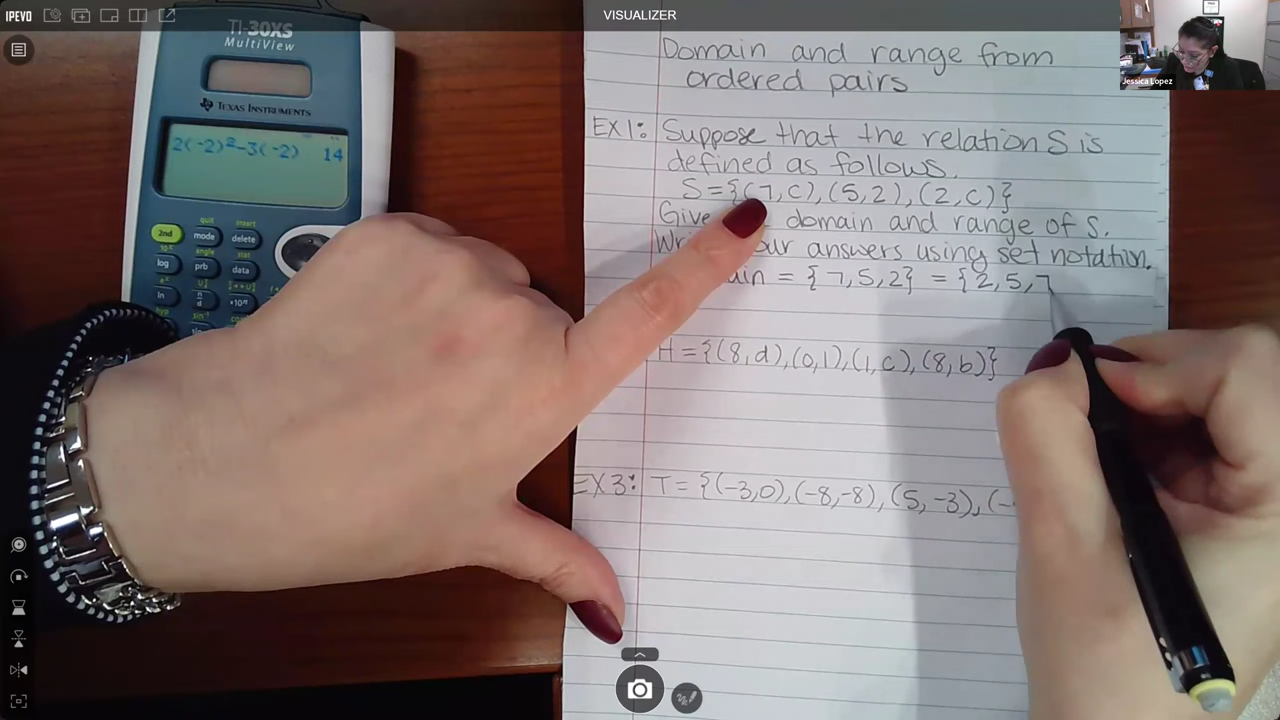 IPEVO
VISUALIZER
Jessica Lopez
TI-30XS
MultiView
TEXAS INSTRUMENTS
2(-2)²-3(-2) 14
quit insert
2nd mode delete
log prb data
ln n/d
Domain and range from
ordered pairs
EX1: Suppose that the relation S is
defined as follows.
S = {(7,c), (5,2), (2,c)}
Give domain and range of S.
answers using set notation.
= {7,5,2} = {2,5,7
H = {(8,d),(0,1),(1,c),(8,b)}
EX3: T = {(-3,0),(-8,-8),(5,-3),(-